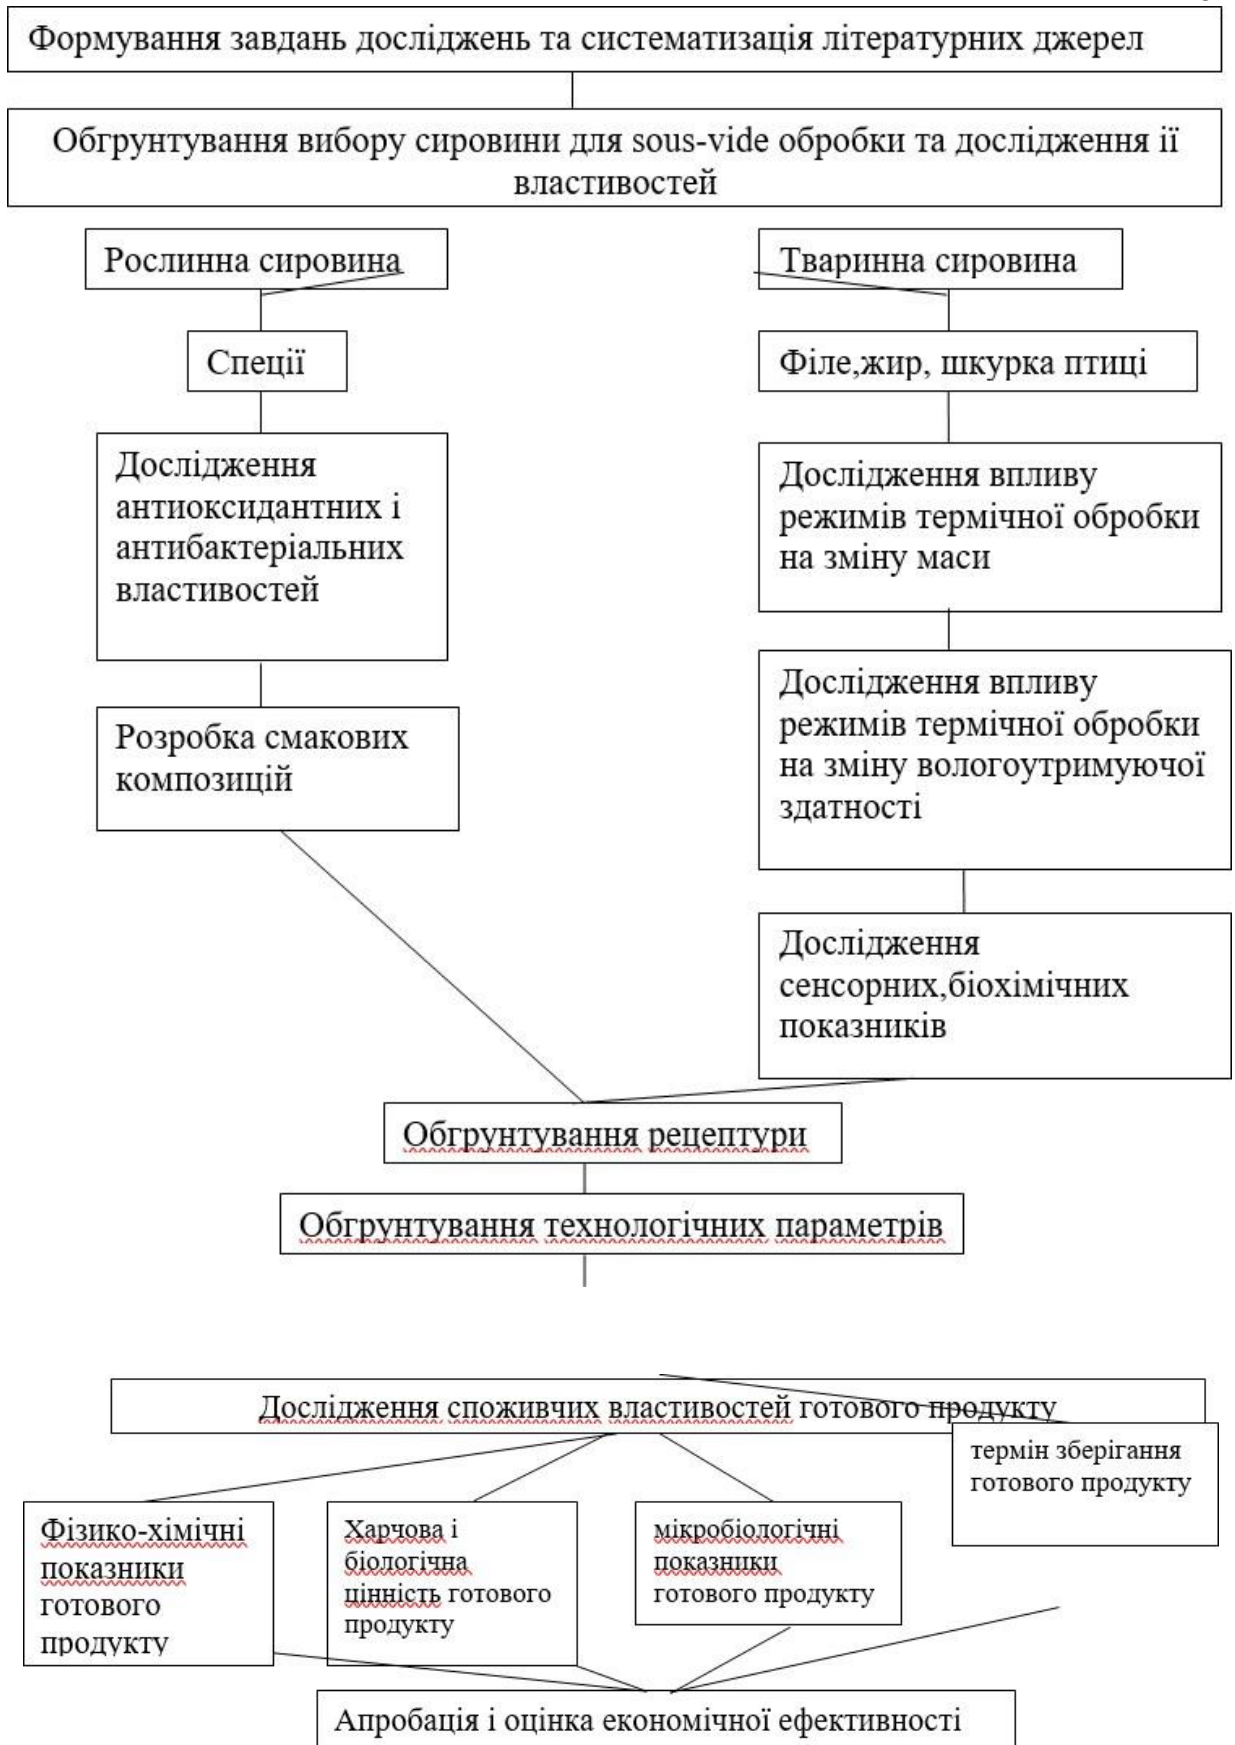 Формування завдань досліджень та систематизація літературних джерел
Обгрунтування вибору сировини для sous-vide обробки та дослідження ії
властивостей
Рослинна сировина
Тваринна сировина
Спеції
Філе,жир, шкурка птиці
Дослідження
антиоксидантних і
антибактеріальних
властивостей
Дослідження впливу
режимів термічної обробки
на зміну маси
Розробка смакових
композицій
Дослідження впливу
режимів термічної обробки
на зміну вологоутримуючої
здатності
Дослідження
сенсорних,біохімічних
показників
Обгрунтування рецептури
Обгрунтування технологічних параметрів
Дослідження споживчих властивостей готового продукту
термін зберігання
готового продукту
Фізико-хімічні
показники
готового
продукту
Харчова і
біологічна
цінність готового
продукту
мікробіологічні
показники
готового продукту
Апробація і оцінка економічної ефективності